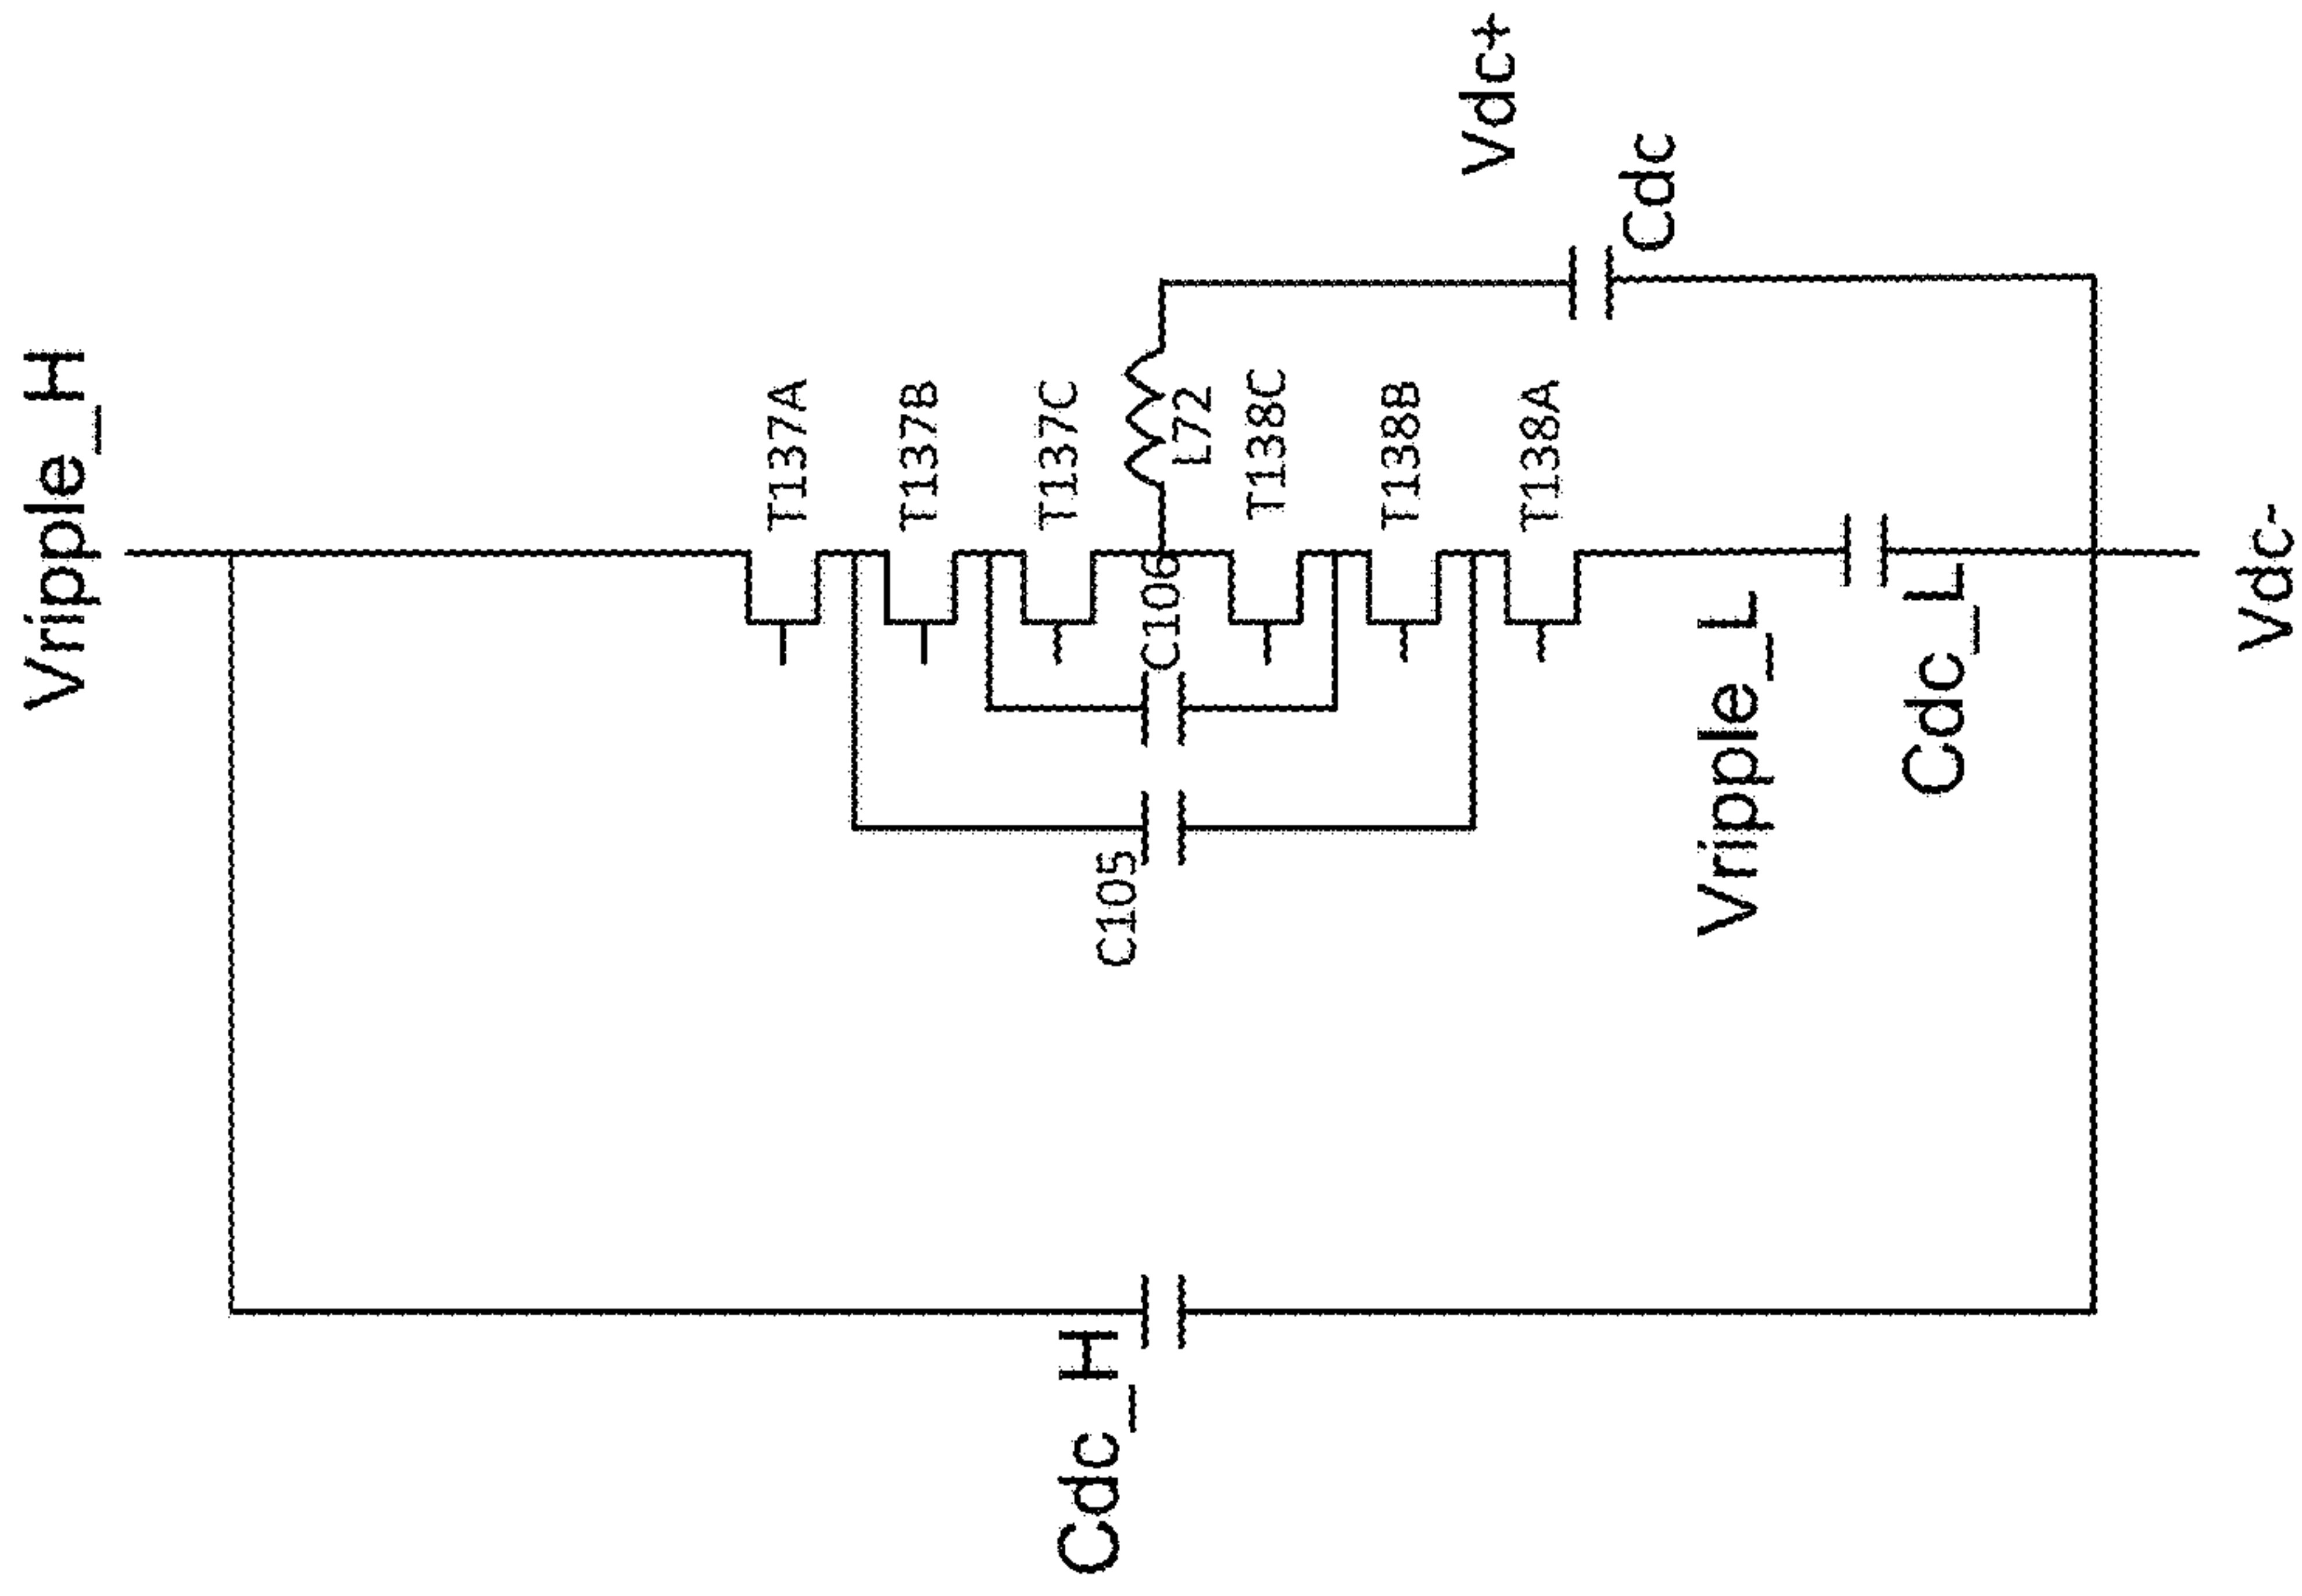 Vripple_H
Vdc+
Cdc
T137A
T137B
T137C
L72
C106
T138C
T138B
T138A
C105
Vripple_L
Cdc_L
Cdc_H
Vdc-